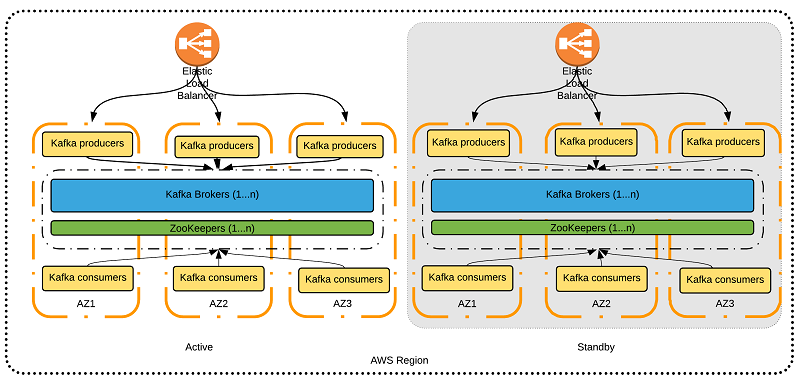 Elastic
Load
Balancer
Elastic
Load
Balancer
Kafka producers
Kafka producers
Kafka producers
Kafka producers
Kafka producers
Kafka producers
Kafka Brokers (1...n)
Kafka Brokers (1...n)
ZooKeepers (1...n)
ZooKeepers (1...n)
Kafka consumers
Kafka consumers
Kafka consumers
Kafka consumers
Kafka consumers
Kafka consumers
AZ1
AZ2
AZ3
AZ1
AZ2
AZ3
Active
Standby
AWS Region